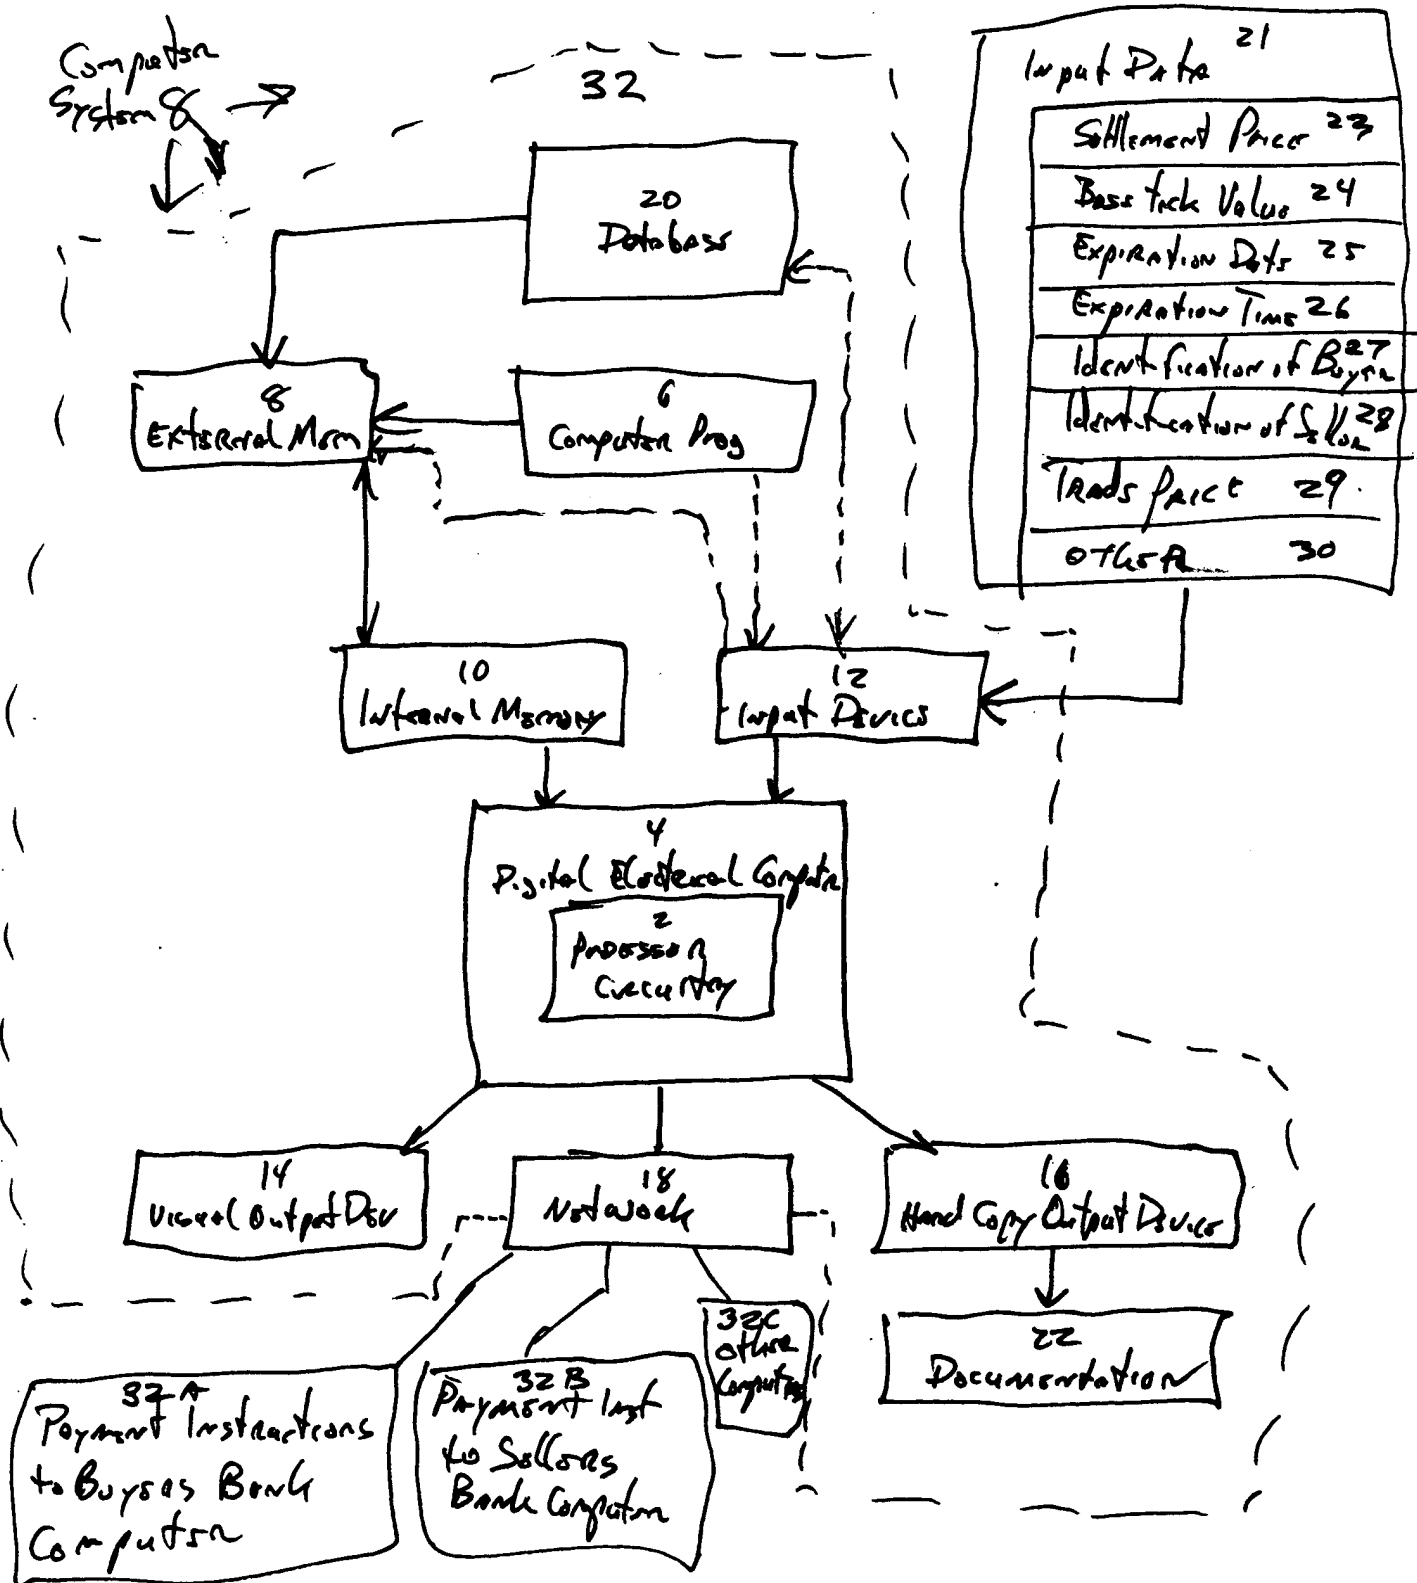 Computer
System 8
32
21
Input Data
Settlement Price 23
Base tick Value 24
Expiration Date 25
Expiration Time 26
Identification of Buyer 27
Identification of Seller 28
Trade Price 29
Other 30
20
Database
8
External Mem
6
Computer Prog
10
Internal Memory
12
Input Device
4
Digital Electerical Computer
2
Processor
Circuitry
14
Visual Output Dev
18
Network
16
Hard Copy Output Device
32C
Other
Computers
22
Documentation
32A
Payment Instructions
to Buyers Bank
Computer
32B
Payment Inst
to Sellers
Bank Computer